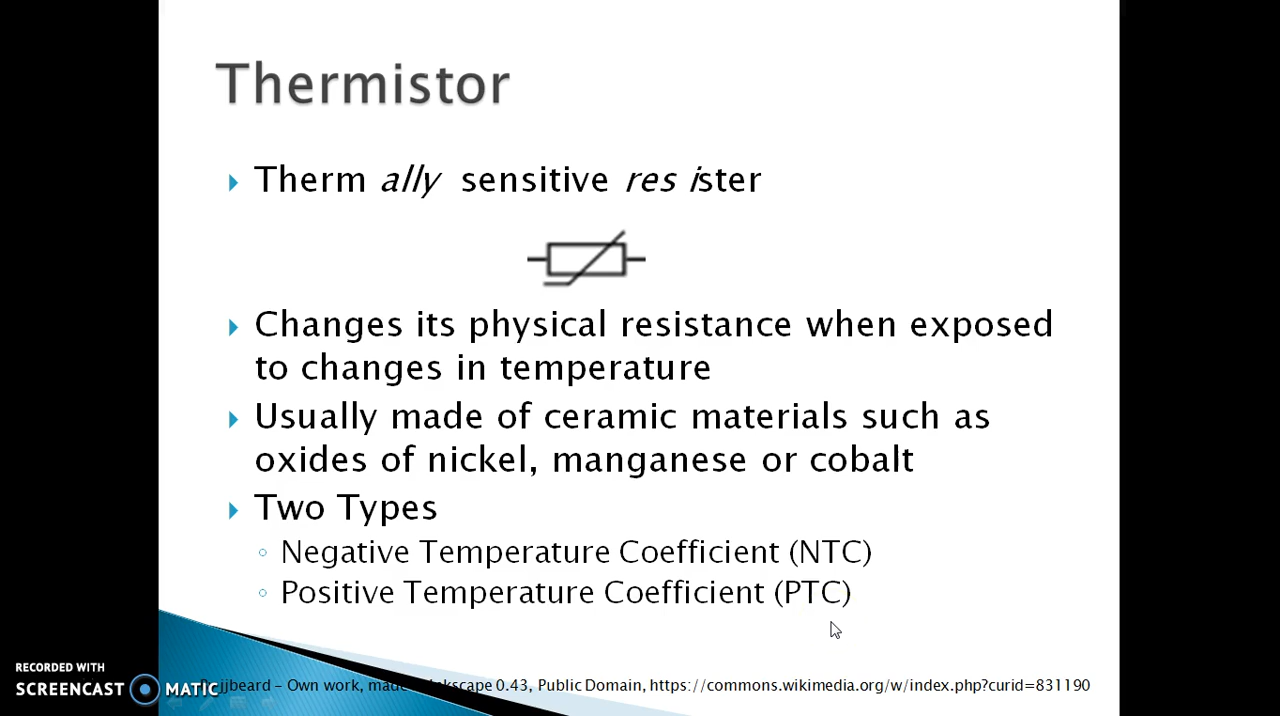 Thermistor
Therm ally sensitive res ister
Changes its physical resistance when exposed
to changes in temperature
Usually made of ceramic materials such as
oxides of nickel, manganese or cobalt
Two Types
Negative Temperature Coefficient (NTC)
Positive Temperature Coefficient (PTC)
RECORDED WITH
SCREENCAST MATIC
– Own work, Inkscape 0.43, Public Domain, https://commons.wikimedia.org/w/index.php?curid=831190